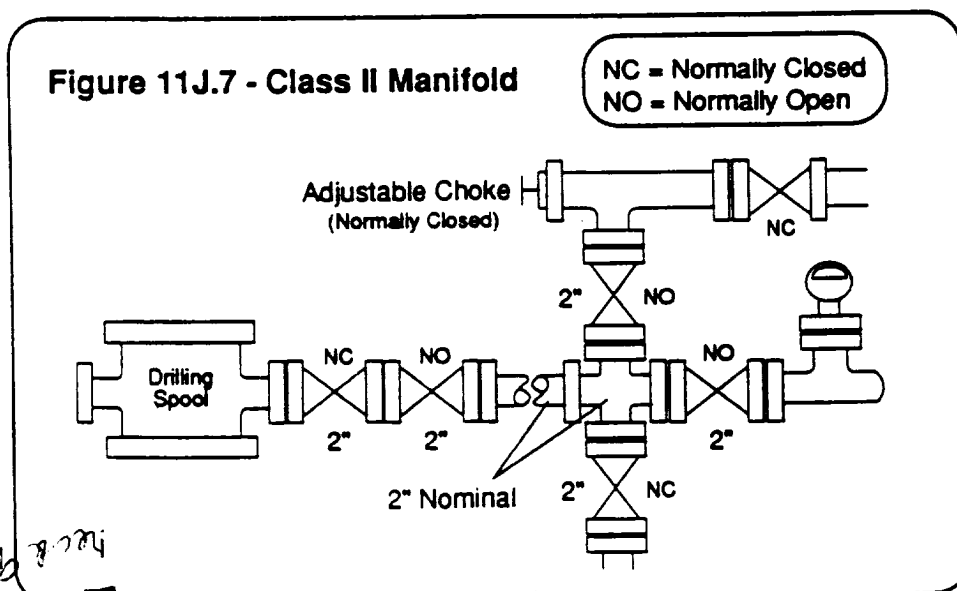 Figure 11J.7 - Class II Manifold
NC = Normally Closed
NO = Normally Open
Adjustable Choke
(Normally Closed)
NC
2" NO
NC NO
NO
Drilling
Spool
2" 2"
2"
2" Nominal
2" NC